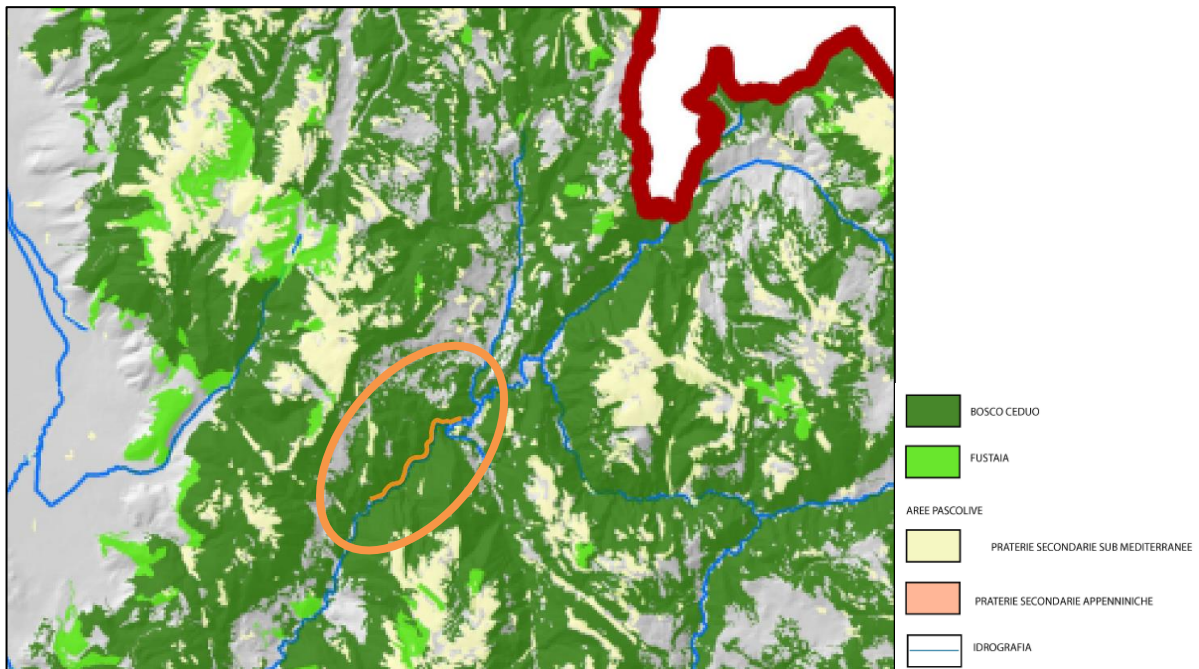 BOSCO CEDUO
FUSTAIA
AREE PASCOLIVE
PRATERIE SECONDARIE SUB MEDITERRANEE
PRATERIE SECONDARIE APPENNINICHE
IDROGRAFIA